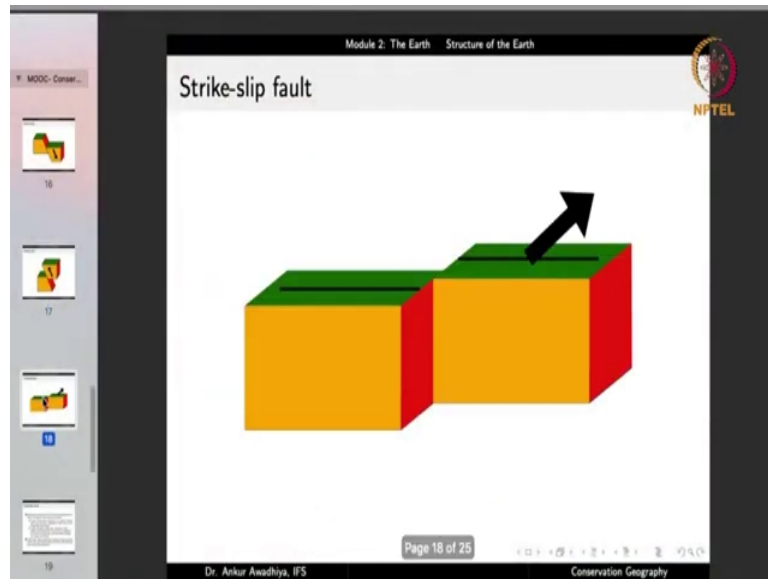 Module 2: The Earth Structure of the Earth
MOOC- Conser...
Strike-slip fault
NPTEL
16
17
18
19
Page 18 of 25
Dr. Ankur Awadhiya, IFS Conservation Geography